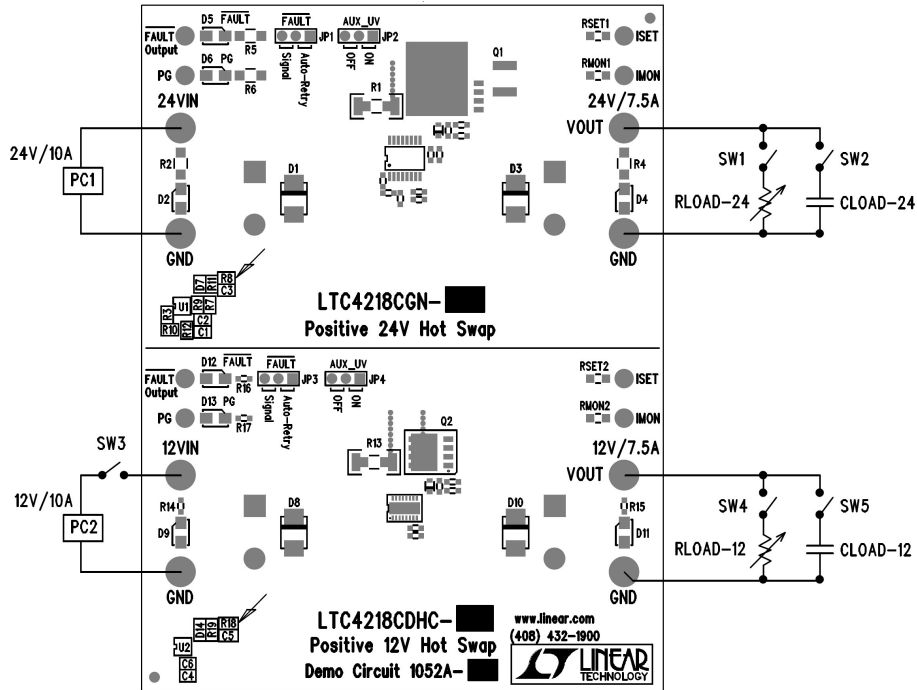 D5 FAULT FAULT AUX_UV RSET1
FAULT Output R5 JP1 JP2 ISET
Signal Auto-Retry OFF ON Q1
D6 PG RMON1
PG R6 IMON
24VIN R1 24V/7.5A
VOUT
24V/10A SW1 SW2
PC1 R2 D1 D3 R4
D2 D4 RLOAD-24 CLOAD-24
GND GND
D7 R11 R8
C3
U1 R9 R7
R3 C2
R10 R12 C1
LTC4218CGN-
Positive 24V Hot Swap
D12 FAULT FAULT AUX_UV RSET2
FAULT Output R16 JP3 JP4 ISET
Signal Auto-Retry OFF ON
D13 PG Q2 RMON2
PG R17 IMON
SW3 12VIN R13 12V/7.5A
VOUT
12V/10A R14 D8 D10 R15 SW4 SW5
PC2 D9 D11 RLOAD-12 CLOAD-12
GND GND
D14 R19 R18
C5
U2
C6
C4
LTC4218CDHC-
Positive 12V Hot Swap
Demo Circuit 1052A-
www.linear.com
(408) 432-1900
LINEAR
TECHNOLOGY